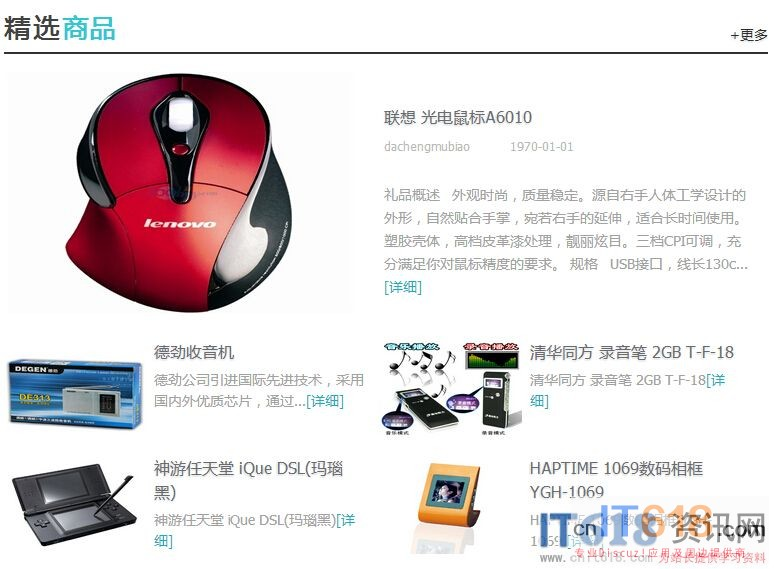 精选商品
+更多
联想 光电鼠标A6010
dachengmubiao 1970-01-01
礼品概述 外观时尚，质量稳定。源自右手人体工学设计的
外形，自然贴合手掌，宛若右手的延伸，适合长时间使用。
塑胶壳体，高档皮革漆处理，靓丽炫目。三档CPI可调，充
分满足你对鼠标精度的要求。 规格 USB接口，线长130c...
[详细]
lenovo
德劲收音机
德劲公司引进国际先进技术，采用
国内外优质芯片，通过...[详细]
DEGEN 德劲
DE313
清华同方 录音笔 2GB T-F-18
清华同方 录音笔 2GB T-F-18[详
细]
音乐播放
录音播放
音乐模式
录音模式
神游任天堂 iQue DSL(玛瑙
黑)
神游任天堂 iQue DSL(玛瑙黑)[详
细]
HAPTIME 1069数码相框
YGH-1069
资讯网
专业Discuz!应用及周边提供商
为站长提供学习资料